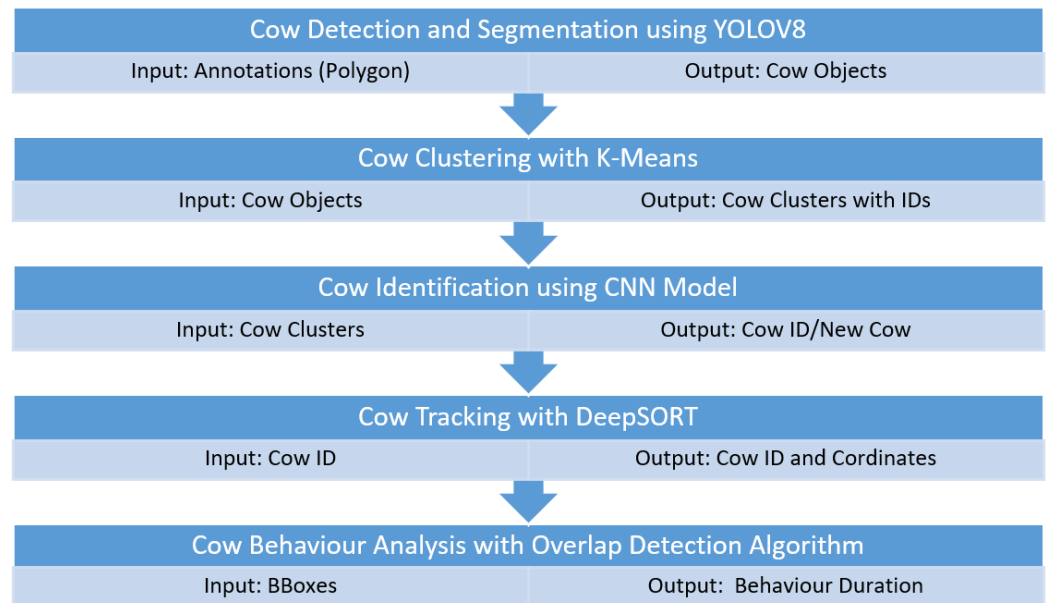 Cow Detection and Segmentation using YOLOV8
Input: Annotations (Polygon)
Output: Cow Objects
Cow Clustering with K-Means
Input: Cow Objects
Output: Cow Clusters with IDs
Cow Identification using CNN Model
Input: Cow Clusters
Output: Cow ID/New Cow
Cow Tracking with DeepSORT
Input: Cow ID
Output: Cow ID and Cordinates
Cow Behaviour Analysis with Overlap Detection Algorithm
Input: BBoxes
Output: Behaviour Duration